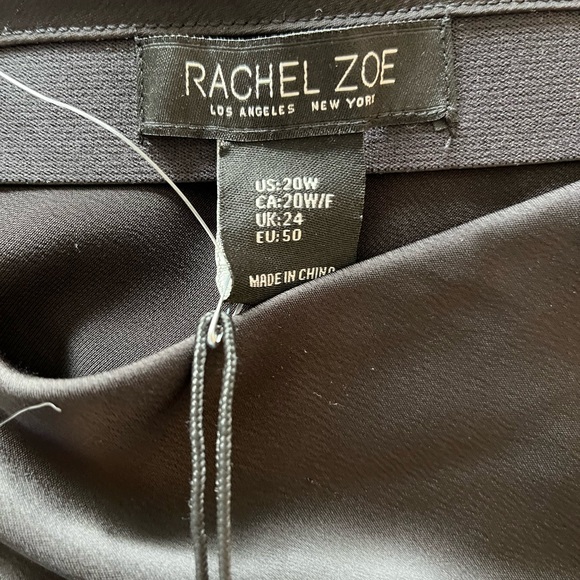 RACHEL ZOE
LOS ANGELES NEW YORK
US:20W
CA:20W/F
UK:24
EU:50
MADE IN CHINA